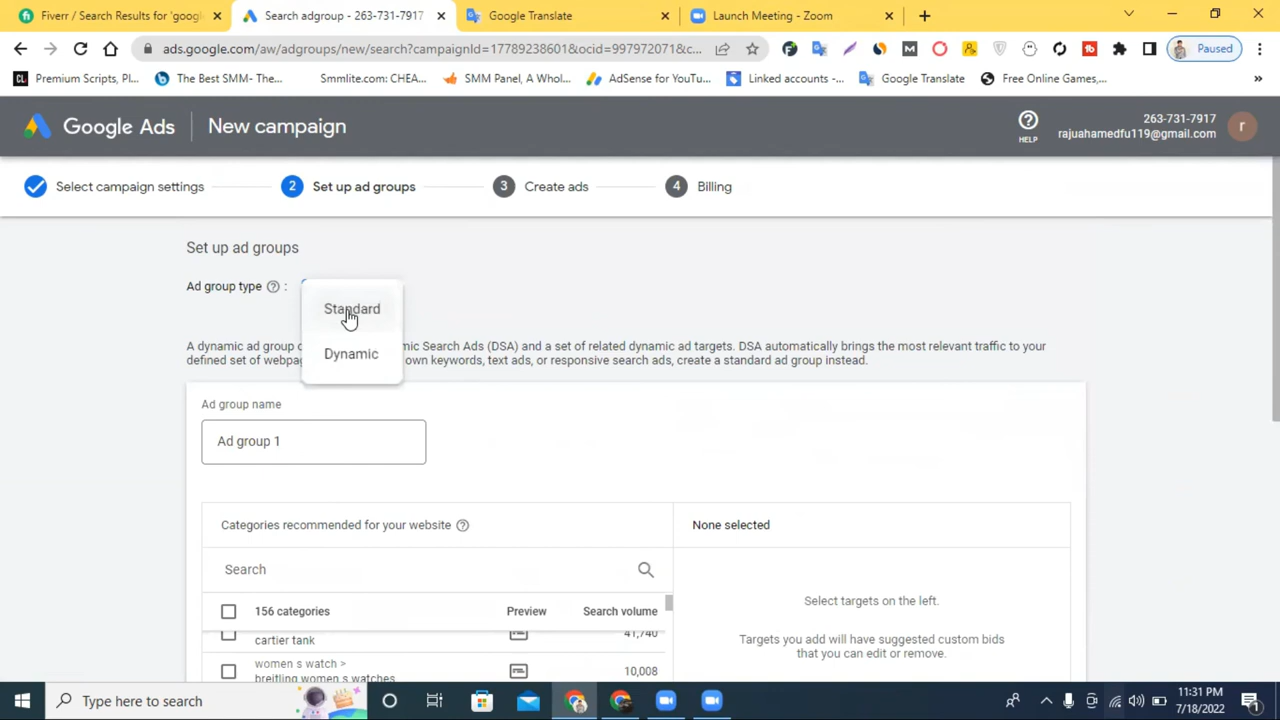 Fiverr / Search Results for 'googl
Search adgroup - 263-731-7917
Google Translate
Launch Meeting - Zoom
ads.google.com/aw/adgroups/new/search?campaignId=17789238601&ocid=997972071&c...
Paused
Premium Scripts, Pl...
The Best SMM- The...
Smmlite.com: CHEA...
SMM Panel, A Whol...
AdSense for YouTu...
Linked accounts -...
Google Translate
Free Online Games,...
»
Google Ads
New campaign
HELP
263-731-7917
rajuahamedfu119@gmail.com
r
Select campaign settings
2 Set up ad groups
3 Create ads
4 Billing
Set up ad groups
Ad group type ? :
Standard
Dynamic
A dynamic ad group c
mic Search Ads (DSA) and a set of related dynamic ad targets. DSA automatically brings the most relevant traffic to your
defined set of webpag
own keywords, text ads, or responsive search ads, create a standard ad group instead.
Ad group name
Ad group 1
Categories recommended for your website ?
None selected
Search
156 categories
Preview
Search volume
cartier tank
41,740
women s watch >
breitling women s watches
10,008
Select targets on the left.
Targets you add will have suggested custom bids
that you can edit or remove.
Type here to search
11:31 PM
7/18/2022
1